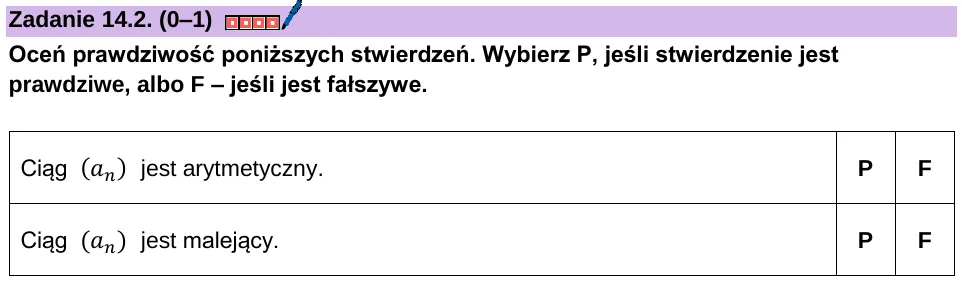 Zadanie 14.2. (0–1)
Oceń prawdziwość poniższych stwierdzeń. Wybierz P, jeśli stwierdzenie jest
prawdziwe, albo F – jeśli jest fałszywe.
Ciąg (aₙ) jest arytmetyczny. P F
Ciąg (aₙ) jest malejący. P F